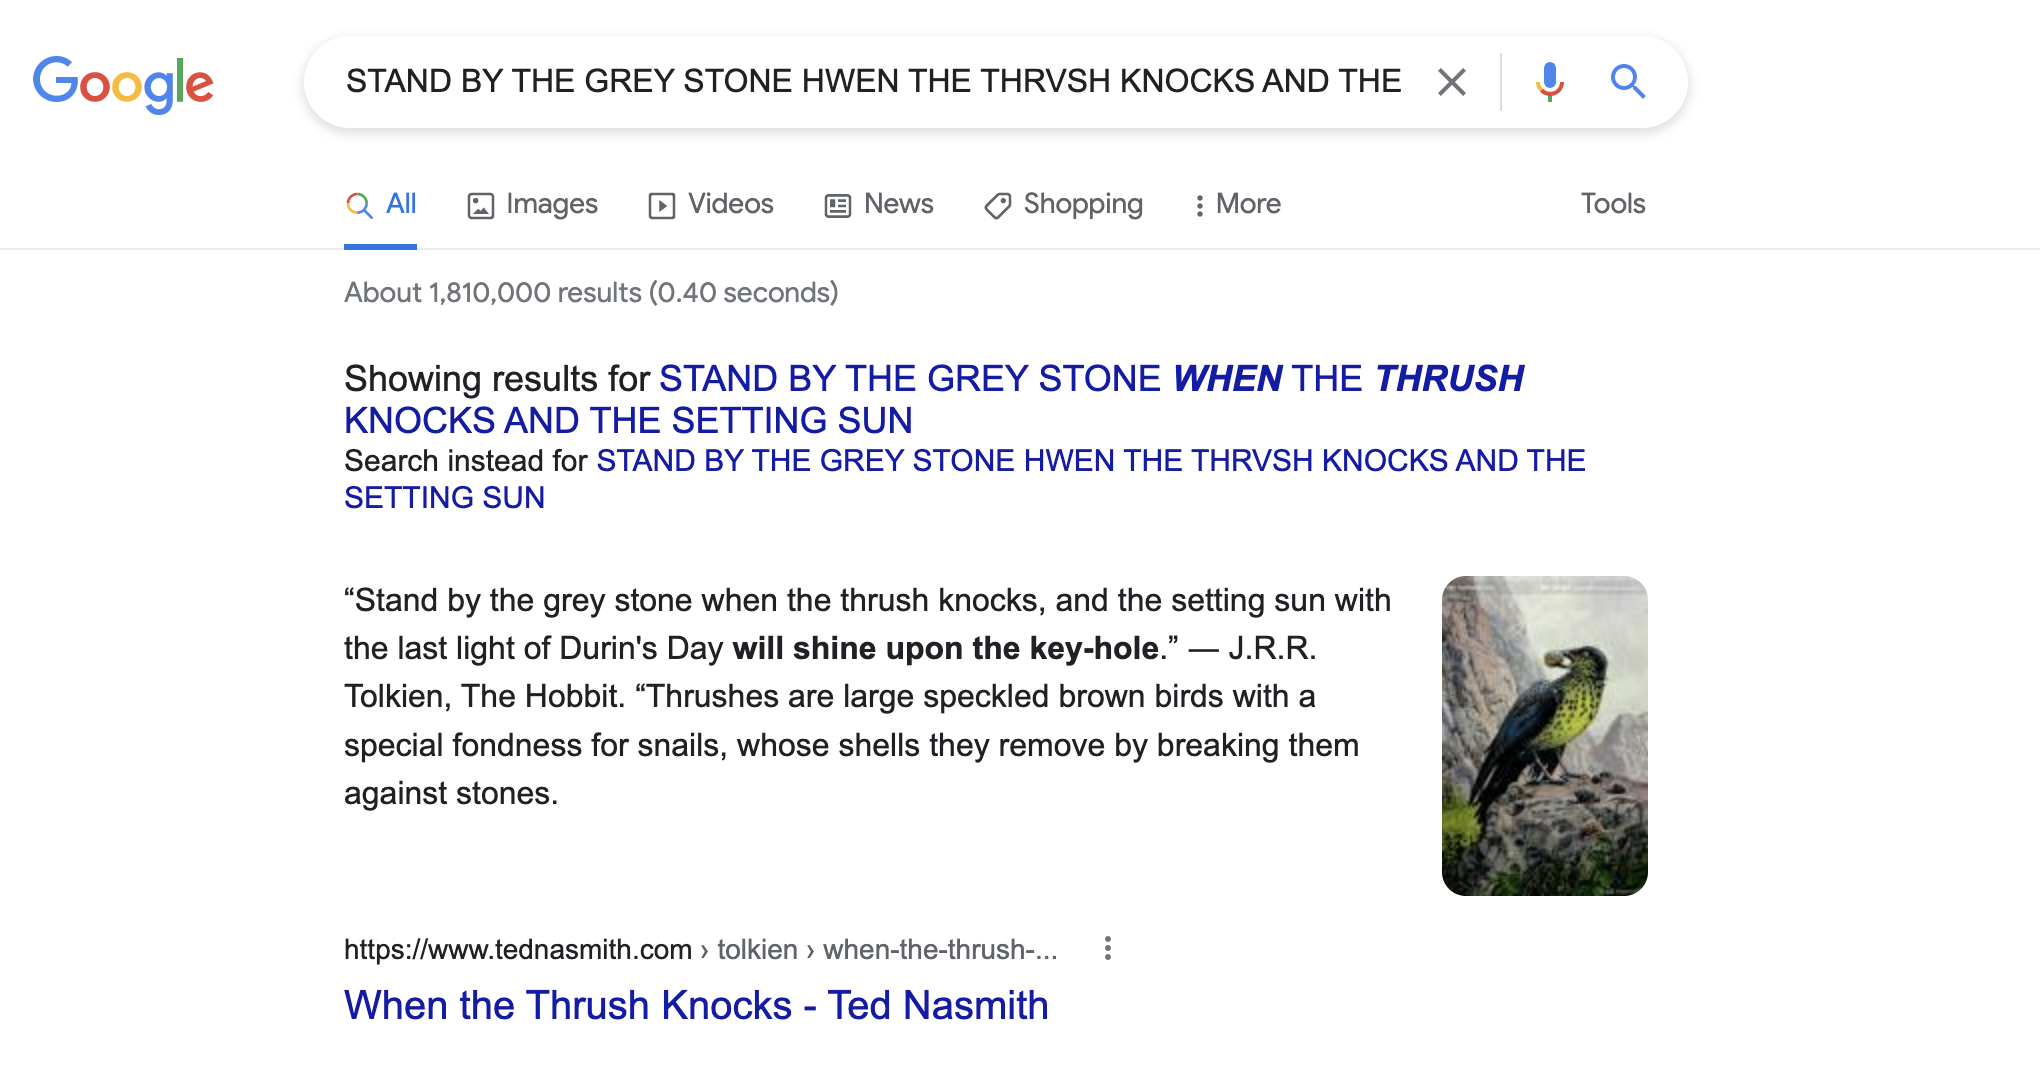 Google
STAND BY THE GREY STONE HWEN THE THRVSH KNOCKS AND THE
All Images Videos News Shopping More Tools
About 1,810,000 results (0.40 seconds)
Showing results for STAND BY THE GREY STONE WHEN THE THRUSH
KNOCKS AND THE SETTING SUN
Search instead for STAND BY THE GREY STONE HWEN THE THRVSH KNOCKS AND THE
SETTING SUN
“Stand by the grey stone when the thrush knocks, and the setting sun with
the last light of Durin's Day will shine upon the key-hole.” — J.R.R.
Tolkien, The Hobbit. “Thrushes are large speckled brown birds with a
special fondness for snails, whose shells they remove by breaking them
against stones.
https://www.tednasmith.com › tolkien › when-the-thrush-...
When the Thrush Knocks - Ted Nasmith